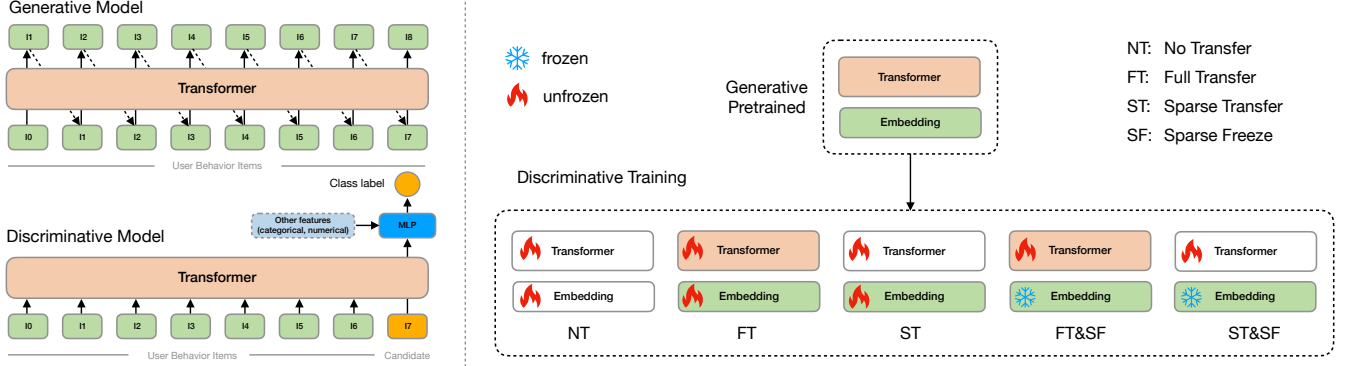 Generative Model
I1 I2 I3 I4 I5 I6 I7 I8
Transformer
I0 I1 I2 I3 I4 I5 I6 I7
User Behavior Items
Class label
Other features
(categorical, numerical)
MLP
Discriminative Model
Transformer
I0 I1 I2 I3 I4 I5 I6 I7
User Behavior Items
Candidate
frozen
unfrozen
Generative
Pretrained
Transformer
Embedding
NT: No Transfer
FT: Full Transfer
ST: Sparse Transfer
SF: Sparse Freeze
Discriminative Training
Transformer Transformer Transformer Transformer Transformer
Embedding Embedding Embedding Embedding Embedding
NT FT ST FT&SF ST&SF